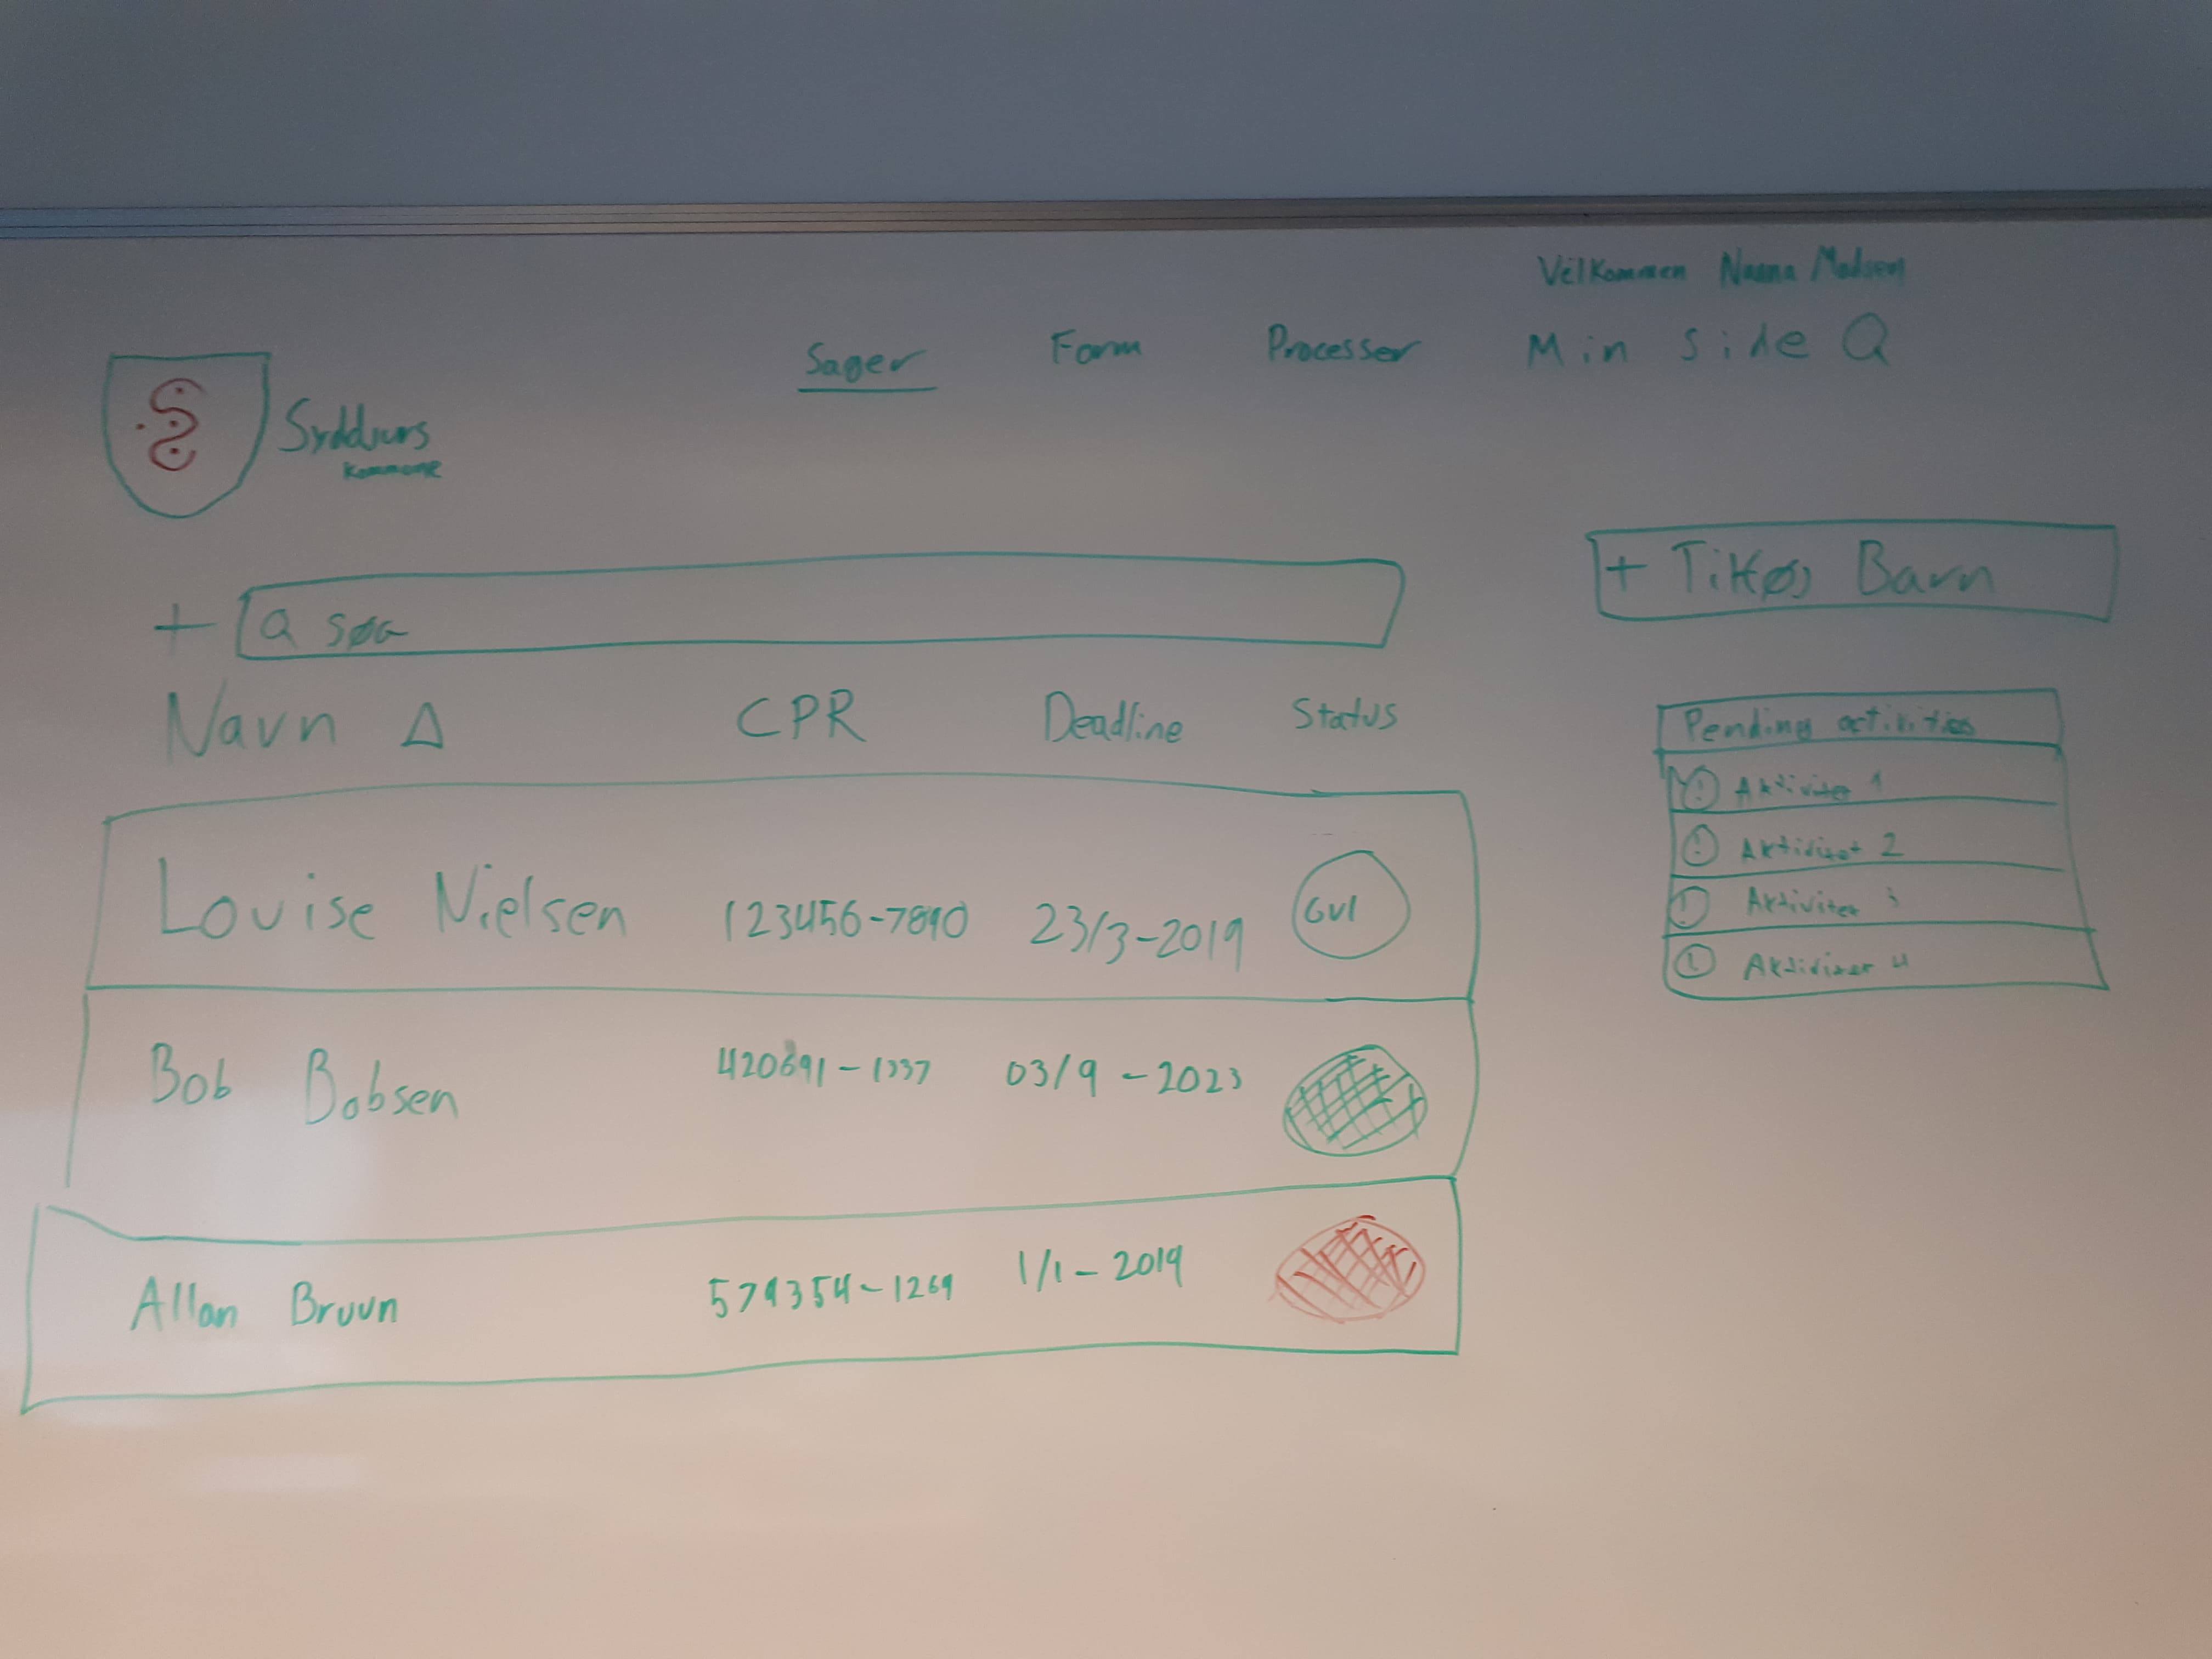 Velkommen Nanna Madsen
Sager Form Processer Min side
Syddjurs
Kommune
+ Tilføj Barn
+ søg
Navn CPR Deadline Status
Pending activities
! Aktivitet 1
! Aktivitet 2
! Aktivitet 3
! Aktivitet 4
Louise Nielsen 123456-7890 23/3-2019 Gul
Bob Bobsen 420691-1337 03/9-2023
Allan Bruun 579354-1269 1/1-2019